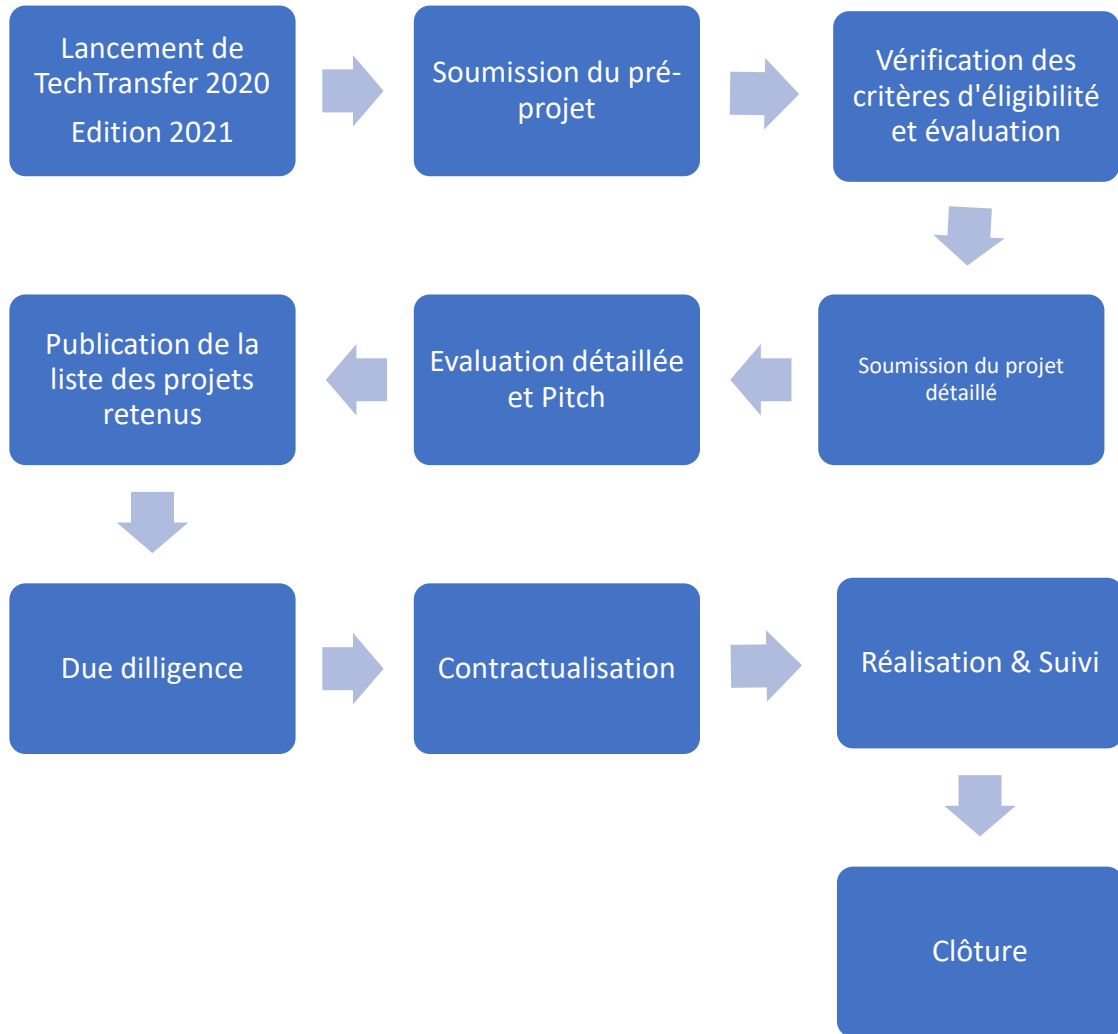 Lancement de
TechTransfer 2020
Edition 2021
Soumission du pré-
projet
Vérification des
critères d'éligibilité
et évaluation
Soumission du projet
détaillé
Evaluation détaillée
et Pitch
Publication de la
liste des projets
retenus
Due dilligence
Contractualisation
Réalisation & Suivi
Clôture